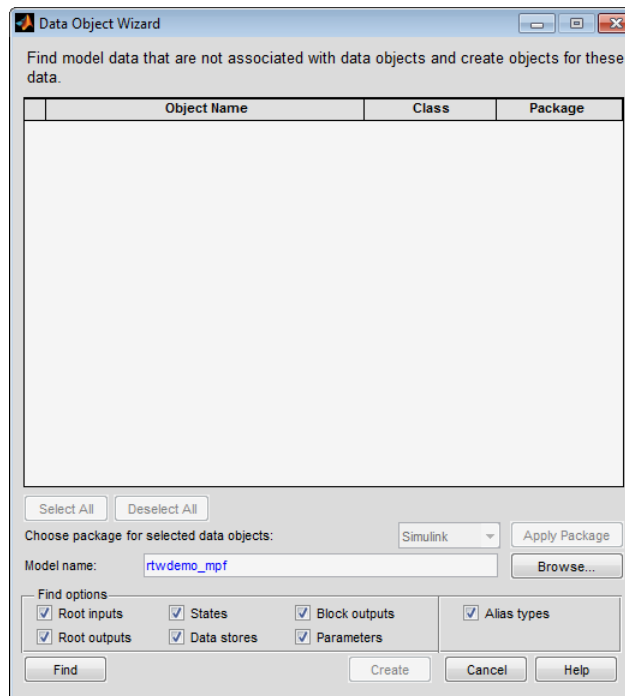 Data Object Wizard
Find model data that are not associated with data objects and create objects for these
data.
Object Name Class Package
Select All Deselect All
Choose package for selected data objects: Simulink Apply Package
Model name: rtwdemo_mpf Browse...
Find options
Root inputs States Block outputs Alias types
Root outputs Data stores Parameters
Find Create Cancel Help